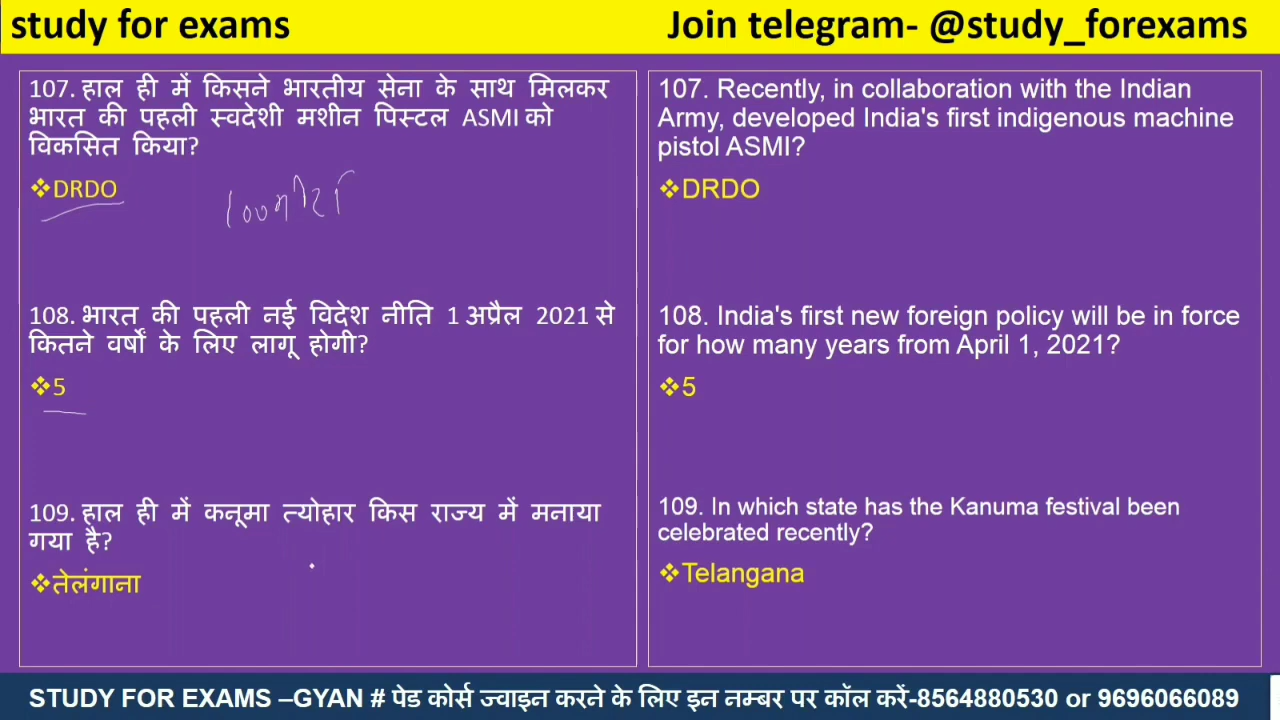 study for exams
Join telegram- @study_forexams
107. हाल ही में किसने भारतीय सेना के साथ मिलकर
भारत की पहली स्वदेशी मशीन पिस्टल ASMI को
विकसित किया?
❖DRDO
108. भारत की पहली नई विदेश नीति 1 अप्रैल 2021 से
कितने वर्षों के लिए लागू होगी?
❖5
109. हाल ही में कनूमा त्योहार किस राज्य में मनाया
गया है?
❖तेलंगाना
107. Recently, in collaboration with the Indian
Army, developed India's first indigenous machine
pistol ASMI?
❖DRDO
108. India's first new foreign policy will be in force
for how many years from April 1, 2021?
❖5
109. In which state has the Kanuma festival been
celebrated recently?
❖Telangana
STUDY FOR EXAMS –GYAN # पेड कोर्स ज्वाइन करने के लिए इन नम्बर पर कॉल करें-8564880530 or 9696066089